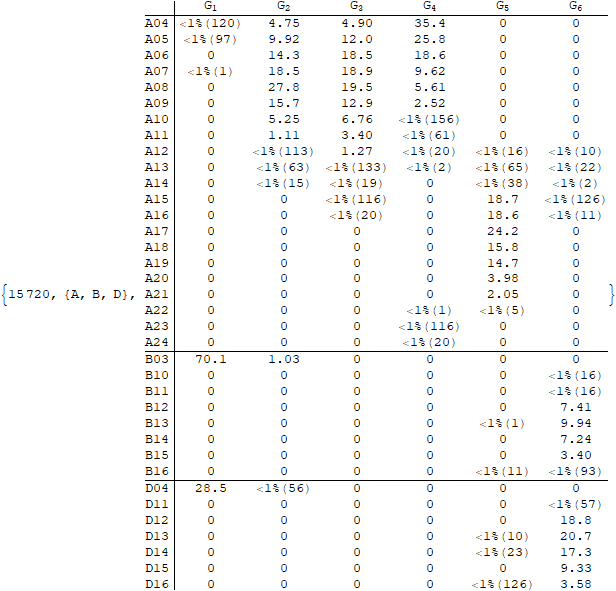 G₁ G₂ G₃ G₄ G₅ G₆
A04 <1%(120) 4.75 4.90 35.4 0 0
A05 <1%(97) 9.92 12.0 25.8 0 0
A06 0 14.3 18.5 18.6 0 0
A07 <1%(1) 18.5 18.9 9.62 0 0
A08 0 27.8 19.5 5.61 0 0
A09 0 15.7 12.9 2.52 0 0
A10 0 5.25 6.76 <1%(156) 0 0
A11 0 1.11 3.40 <1%(61) 0 0
A12 0 <1%(113) 1.27 <1%(20) <1%(16) <1%(10)
A13 0 <1%(63) <1%(133) <1%(2) <1%(65) <1%(22)
A14 0 <1%(15) <1%(19) 0 <1%(38) <1%(2)
A15 0 0 <1%(116) 0 18.7 <1%(126)
A16 0 0 <1%(20) 0 18.6 <1%(11)
A17 0 0 0 0 24.2 0
A18 0 0 0 0 15.8 0
A19 0 0 0 0 14.7 0
A20 0 0 0 0 3.98 0
{15720, {A, B, D}, A21 0 0 0 0 2.05 0 }
A22 0 0 0 <1%(1) <1%(5) 0
A23 0 0 0 <1%(116) 0 0
A24 0 0 0 <1%(20) 0 0
B03 70.1 1.03 0 0 0 0
B10 0 0 0 0 0 <1%(16)
B11 0 0 0 0 0 <1%(16)
B12 0 0 0 0 0 7.41
B13 0 0 0 0 <1%(1) 9.94
B14 0 0 0 0 0 7.24
B15 0 0 0 0 0 3.40
B16 0 0 0 0 <1%(11) <1%(93)
D04 28.5 <1%(56) 0 0 0 0
D11 0 0 0 0 0 <1%(57)
D12 0 0 0 0 0 18.8
D13 0 0 0 0 <1%(10) 20.7
D14 0 0 0 0 <1%(23) 17.3
D15 0 0 0 0 0 9.33
D16 0 0 0 0 <1%(126) 3.58